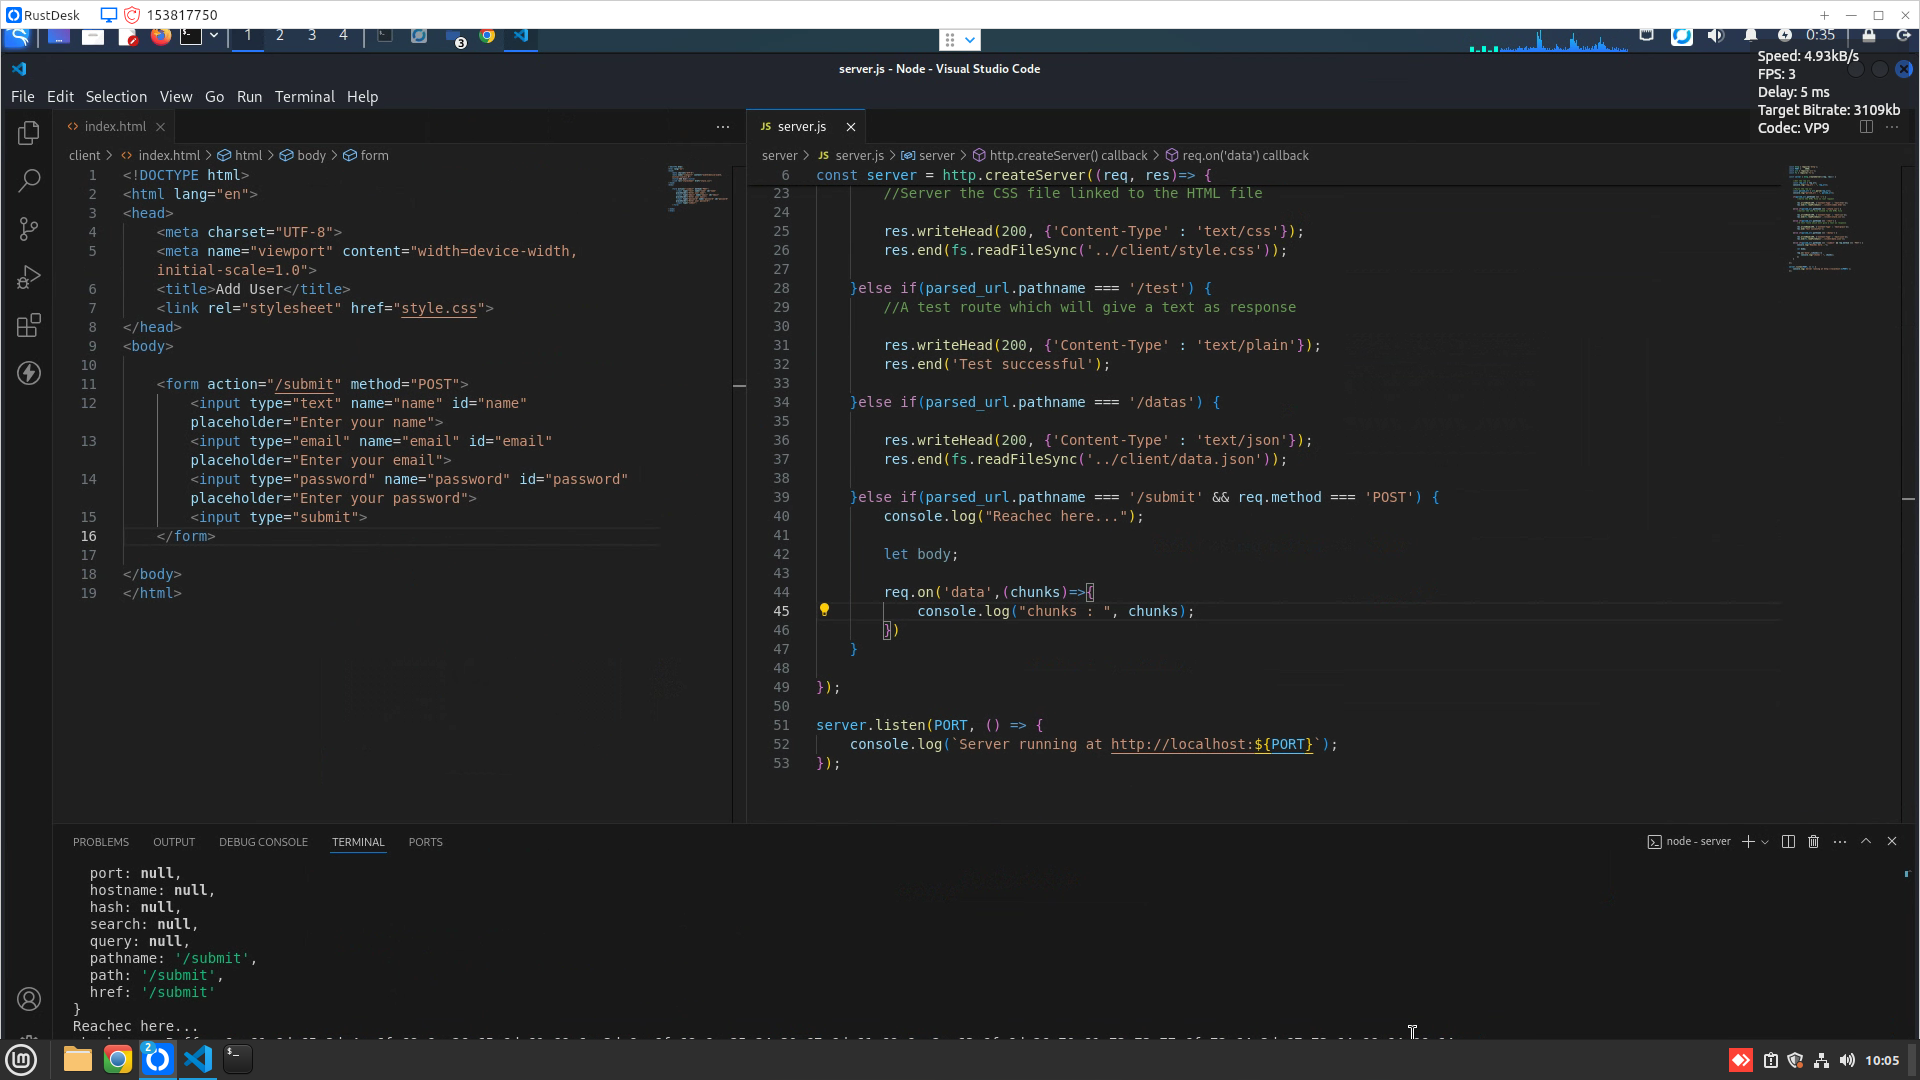 RustDesk 153817750
1 2 3 4 3 0:35
server.js - Node - Visual Studio Code
Speed: 4.93kB/s
FPS: 3
Delay: 5 ms
Target Bitrate: 3109kb
Codec: VP9
File Edit Selection View Go Run Terminal Help
index.html
client > index.html > html > body > form
1 <!DOCTYPE html>
2 <html lang="en">
3 <head>
4 <meta charset="UTF-8">
5 <meta name="viewport" content="width=device-width,
initial-scale=1.0">
6 <title>Add User</title>
7 <link rel="stylesheet" href="style.css">
8 </head>
9 <body>
10
11 <form action="/submit" method="POST">
12 <input type="text" name="name" id="name"
placeholder="Enter your name">
13 <input type="email" name="email" id="email"
placeholder="Enter your email">
14 <input type="password" name="password" id="password"
placeholder="Enter your password">
15 <input type="submit">
16 </form>
17
18 </body>
19 </html>
JS server.js
server > JS server.js > server > http.createServer() callback > req.on('data') callback
6 const server = http.createServer((req, res)=> {
23 //Server the CSS file linked to the HTML file
24
25 res.writeHead(200, {'Content-Type' : 'text/css'});
26 res.end(fs.readFileSync('../client/style.css'));
27
28 }else if(parsed_url.pathname === '/test') {
29 //A test route which will give a text as response
30
31 res.writeHead(200, {'Content-Type' : 'text/plain'});
32 res.end('Test successful');
33
34 }else if(parsed_url.pathname === '/datas') {
35
36 res.writeHead(200, {'Content-Type' : 'text/json'});
37 res.end(fs.readFileSync('../client/data.json'));
38
39 }else if(parsed_url.pathname === '/submit' && req.method === 'POST') {
40 console.log("Reachec here...");
41
42 let body;
43
44 req.on('data',(chunks)=>{
45 console.log("chunks : ", chunks);
46 })
47 }
48
49 });
50
51 server.listen(PORT, () => {
52 console.log(`Server running at http://localhost:${PORT}`);
53 });
PROBLEMS OUTPUT DEBUG CONSOLE TERMINAL PORTS
node - server
port: null,
hostname: null,
hash: null,
search: null,
query: null,
pathname: '/submit',
path: '/submit',
href: '/submit'
}
Reachec here...
2
10:05